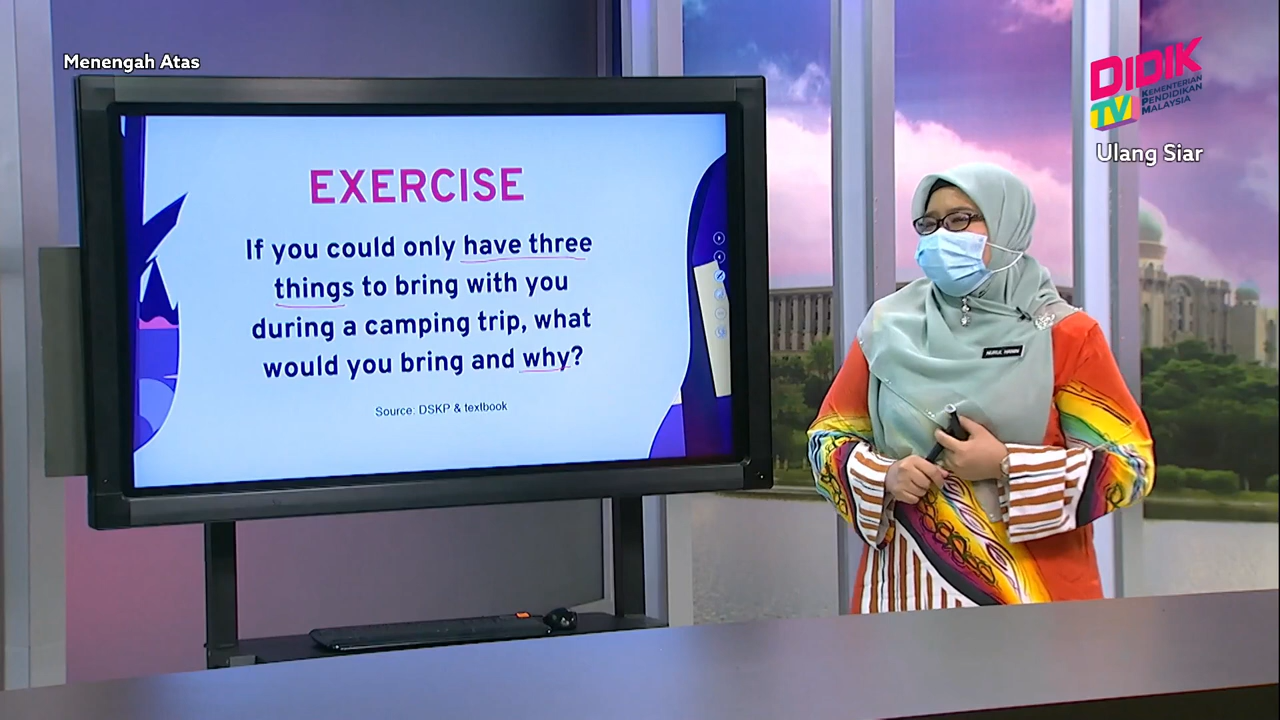 Menengah Atas
DIDIK
TV
KEMENTERIAN
PENDIDIKAN
MALAYSIA
Ulang Siar
EXERCISE
If you could only have three
things to bring with you
during a camping trip, what
would you bring and why?
Source: DSKP & textbook